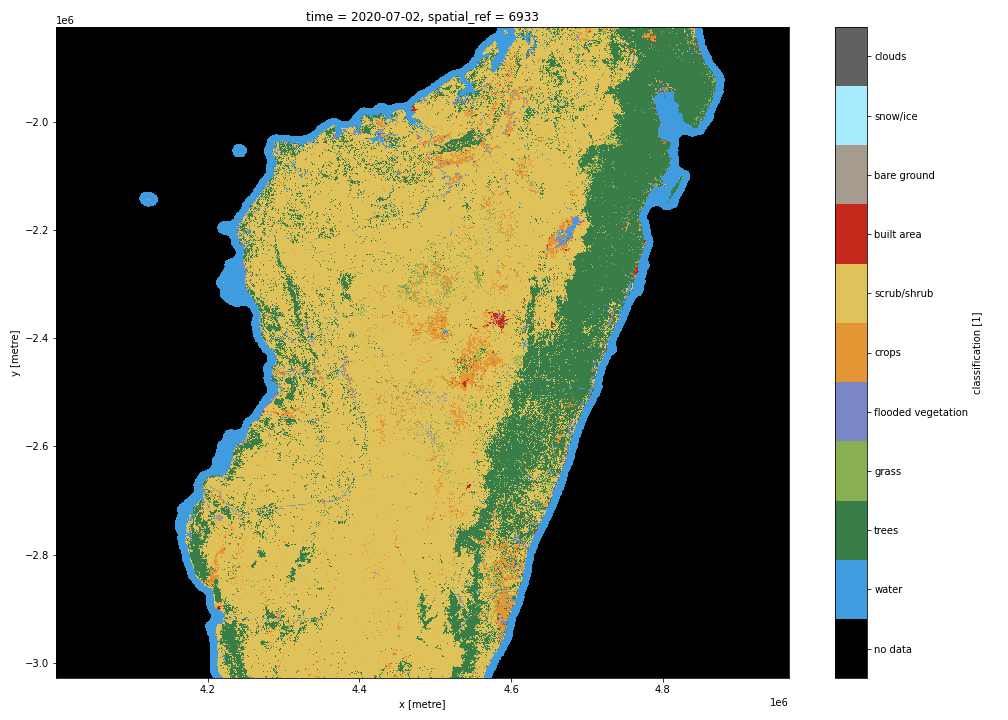 time = 2020-07-02, spatial_ref = 6933
1e6
−2.0
−2.2
−2.4
−2.6
−2.8
−3.0
y [metre]
4.2
4.4
4.6
4.8
1e6
x [metre]
clouds
snow/ice
bare ground
built area
scrub/shrub
crops
flooded vegetation
grass
trees
water
no data
classification [1]